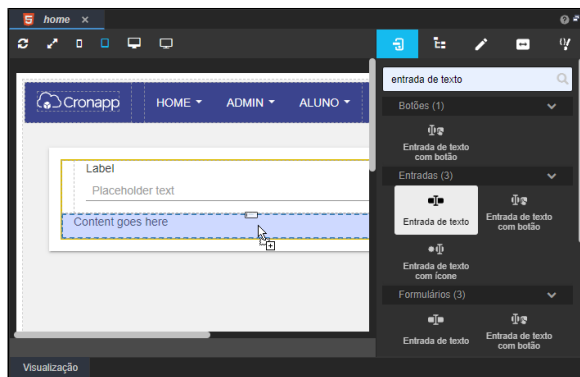 home
entrada de texto
Cronapp HOME ADMIN ALUNO
Botões (1)
Entrada de texto
com botão
Label
Placeholder text
Content goes here
Entradas (3)
Entrada de texto
Entrada de texto
com botão
Entrada de texto
com ícone
Formulários (3)
Entrada de texto
Entrada de texto
com botão
Visualização